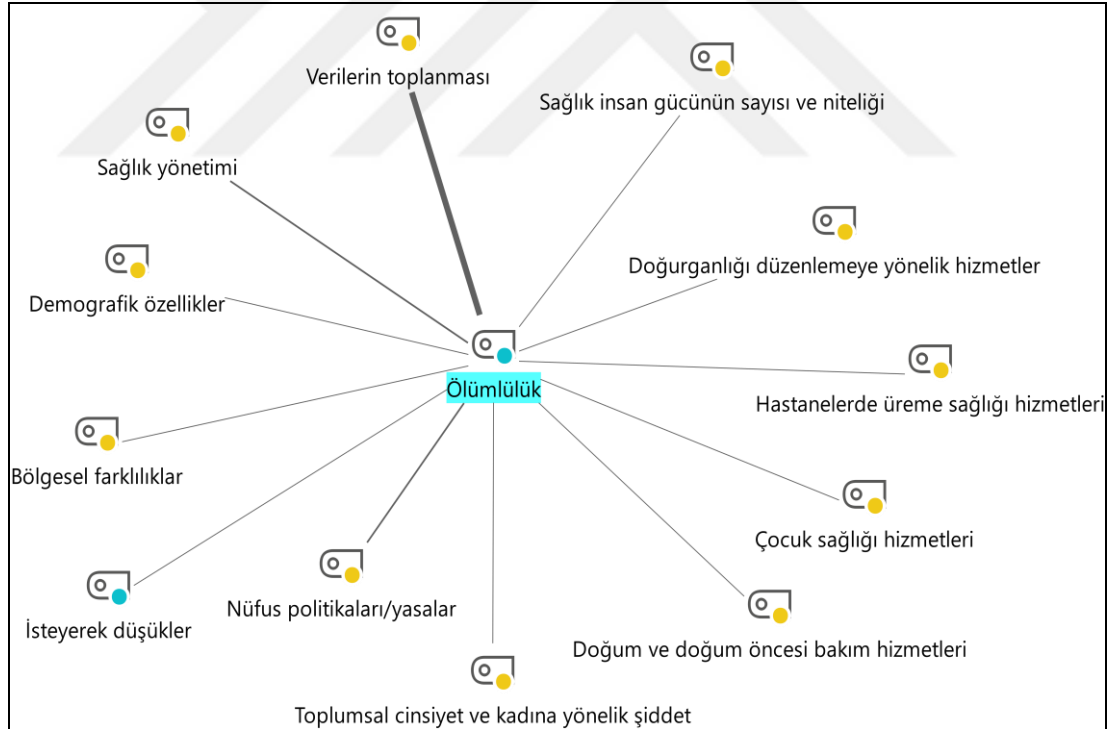 Verilerin toplanması
Sağlık insan gücünün sayısı ve niteliği
Sağlık yönetimi
Doğurganlığı düzenlemeye yönelik hizmetler
Demografik özellikler
Ölümlülük
Hastanelerde üreme sağlığı hizmetleri
Bölgesel farklılıklar
Çocuk sağlığı hizmetleri
Nüfus politikaları/yasalar
İsteyerek düşükler
Doğum ve doğum öncesi bakım hizmetleri
Toplumsal cinsiyet ve kadına yönelik şiddet